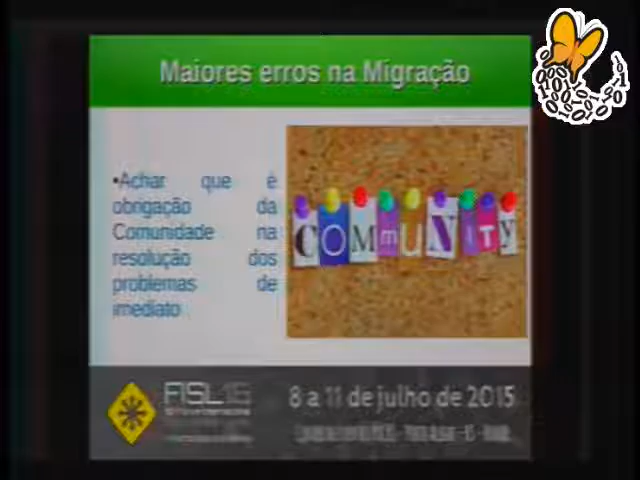 Maiores erros na Migração
•Achar que é
obrigação da
Comunidade na
resolução dos
problemas de
imediato
COMmUNITY
FISL
8 a 11 de julho de 2015